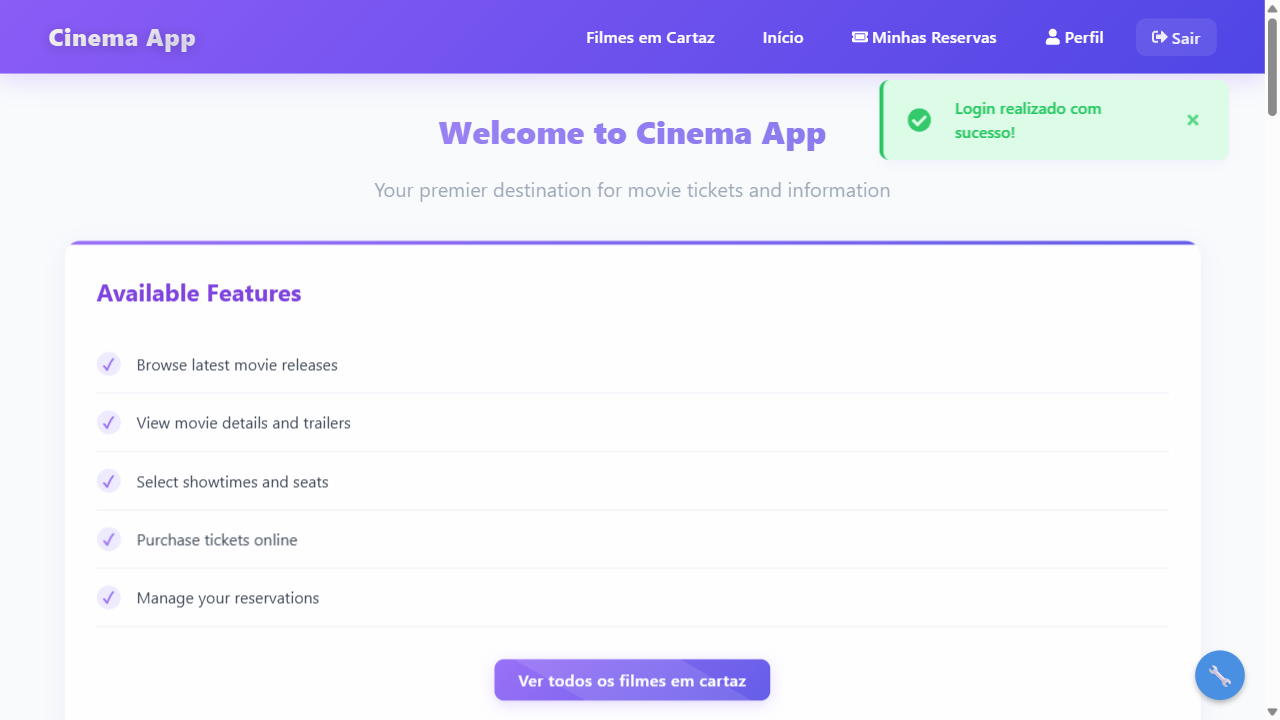 Cinema App
Filmes em Cartaz
Início
Minhas Reservas
Perfil
Sair
Login realizado com
sucesso!
Welcome to Cinema App
Your premier destination for movie tickets and information
Available Features
Browse latest movie releases
View movie details and trailers
Select showtimes and seats
Purchase tickets online
Manage your reservations
Ver todos os filmes em cartaz